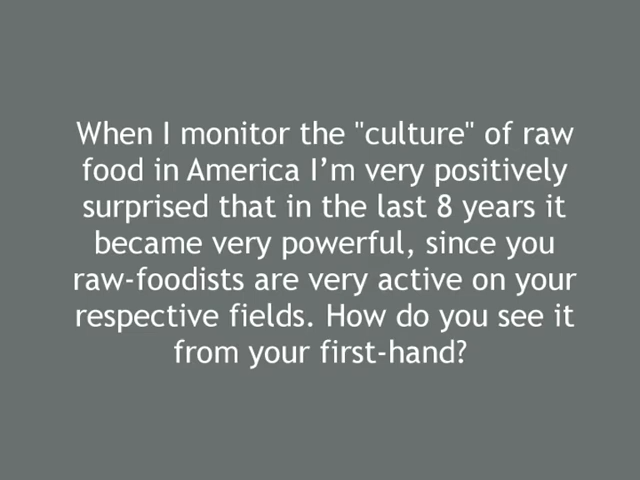 When I monitor the "culture" of raw
food in America I’m very positively
surprised that in the last 8 years it
became very powerful, since you
raw-foodists are very active on your
respective fields. How do you see it
from your first-hand?